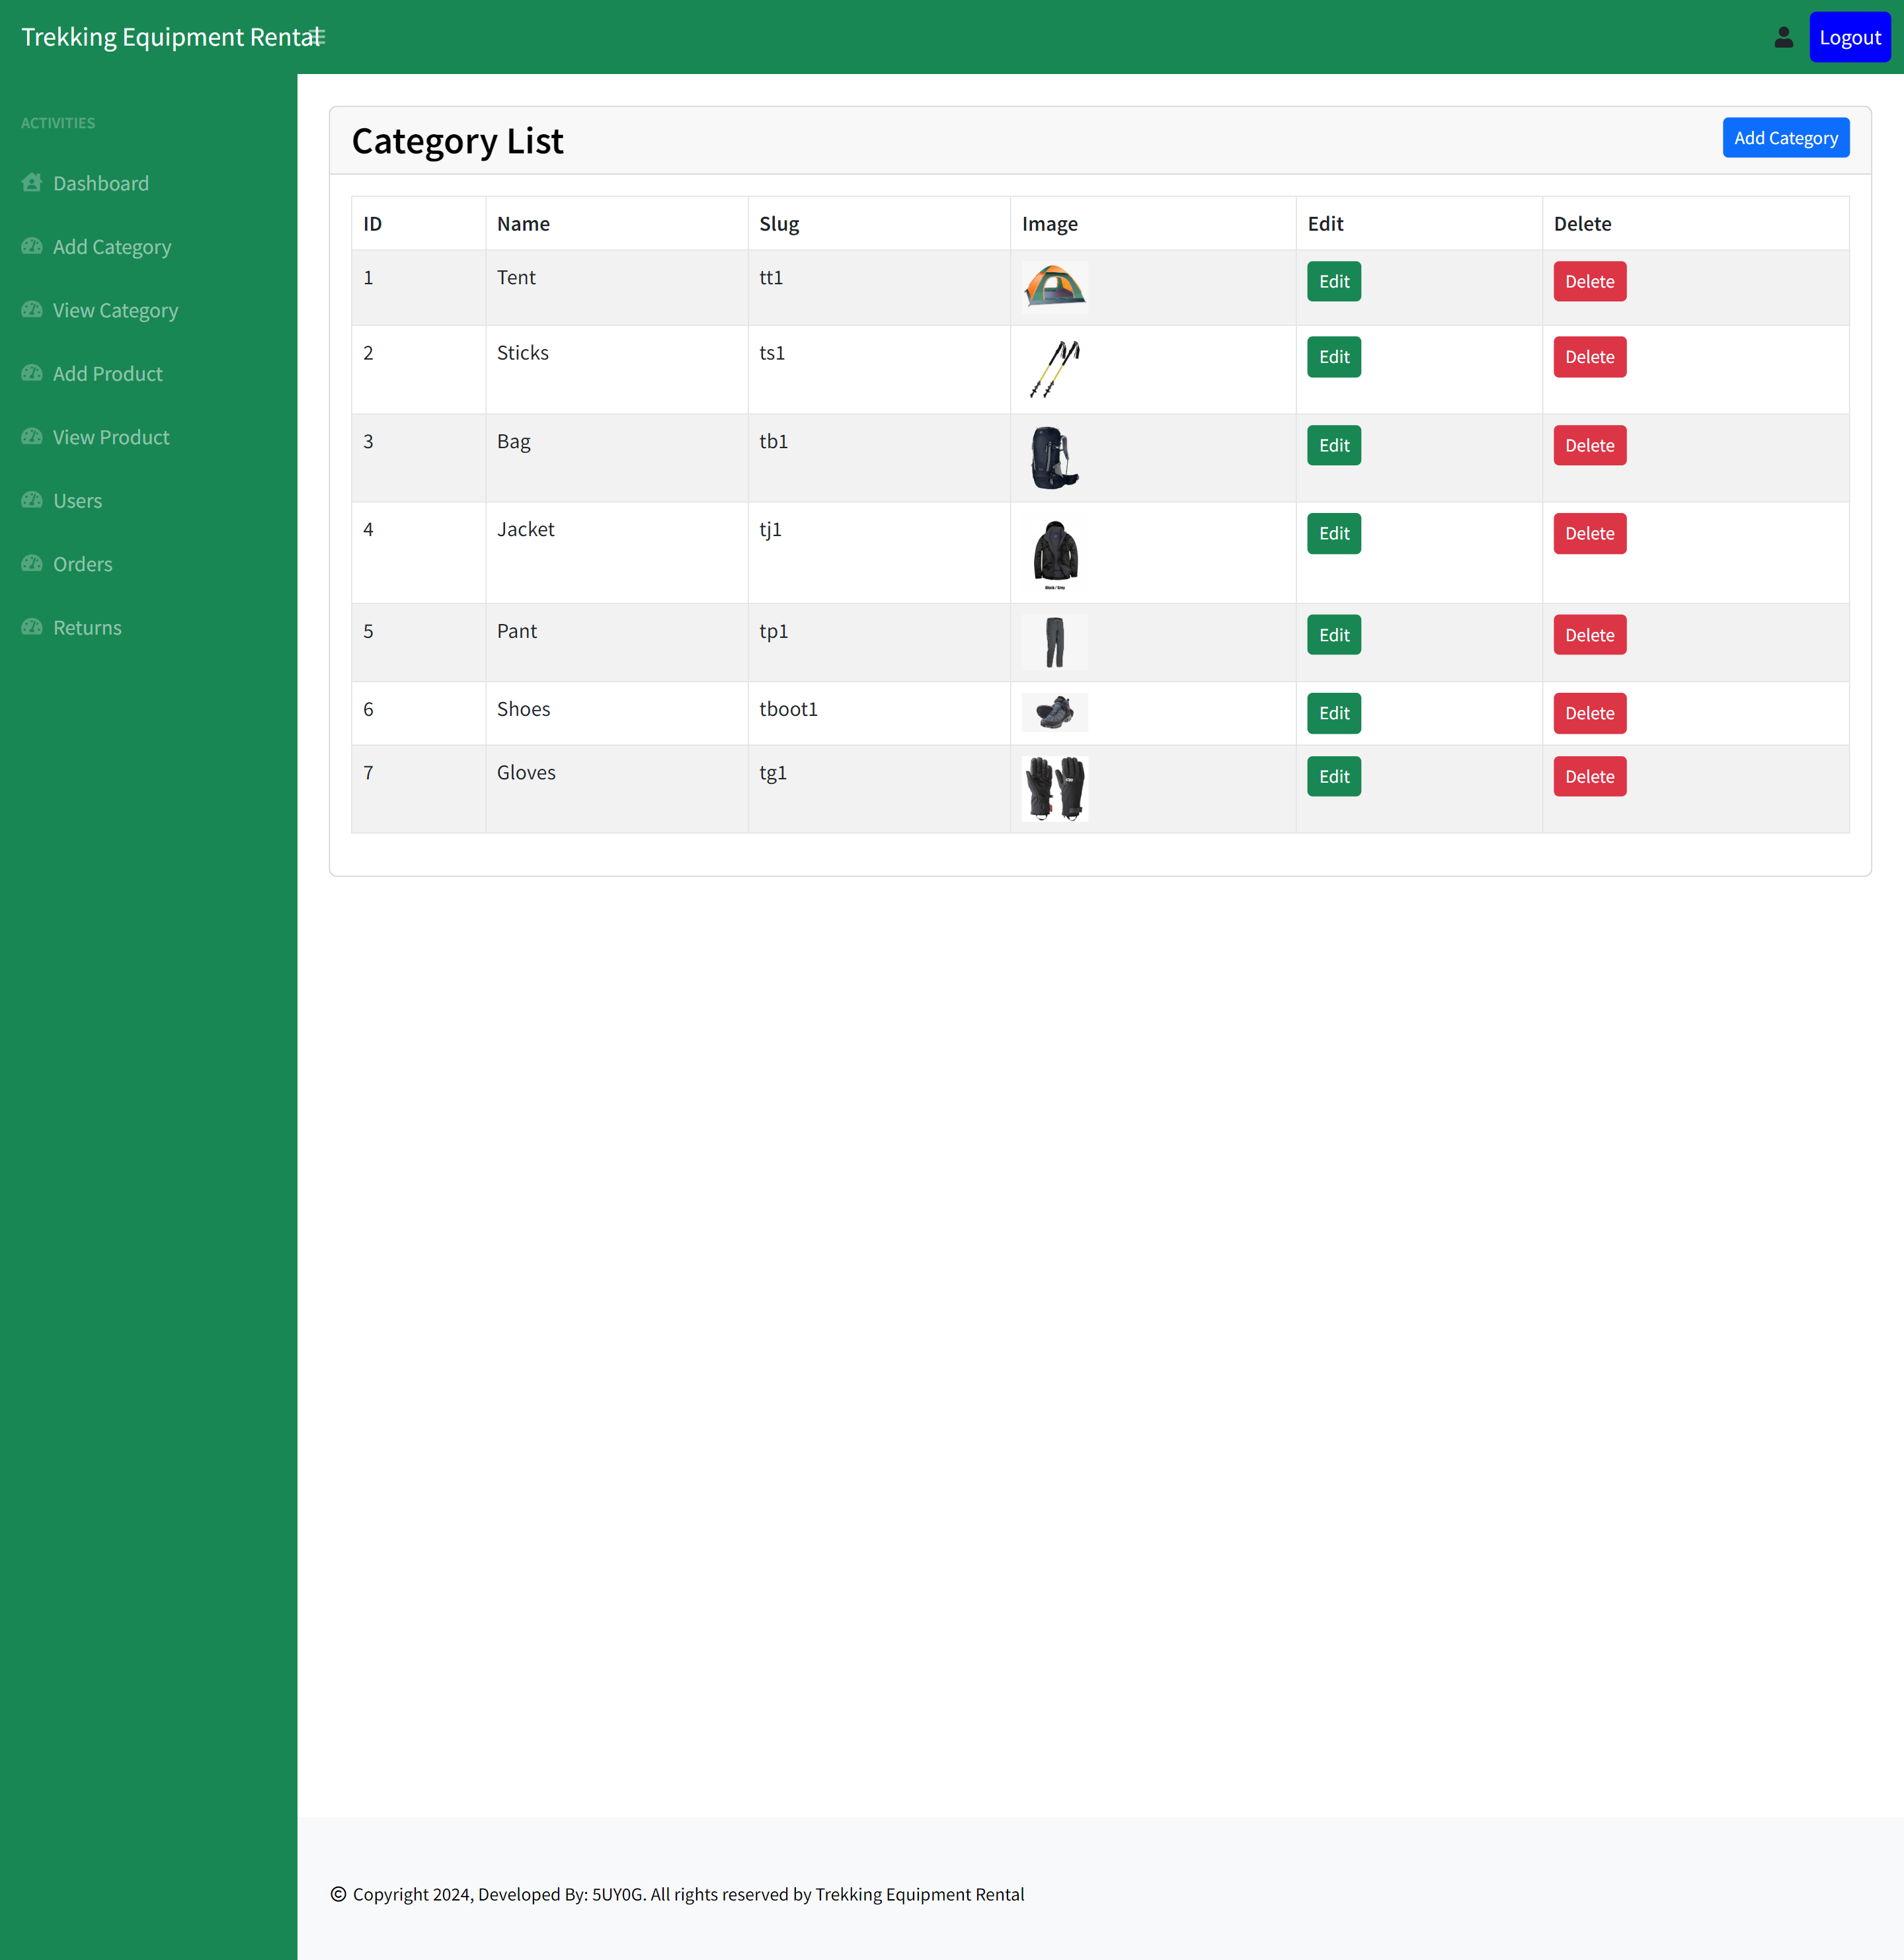 Trekking Equipment Rental
Logout
ACTIVITIES
Dashboard
Add Category
View Category
Add Product
View Product
Users
Orders
Returns
Category List
Add Category
ID Name Slug Image Edit Delete
1 Tent tt1 Edit Delete
2 Sticks ts1 Edit Delete
3 Bag tb1 Edit Delete
4 Jacket tj1 Edit Delete
Black / Grey
5 Pant tp1 Edit Delete
6 Shoes tboot1 Edit Delete
7 Gloves tg1 Edit Delete
© Copyright 2024, Developed By: 5UY0G. All rights reserved by Trekking Equipment Rental